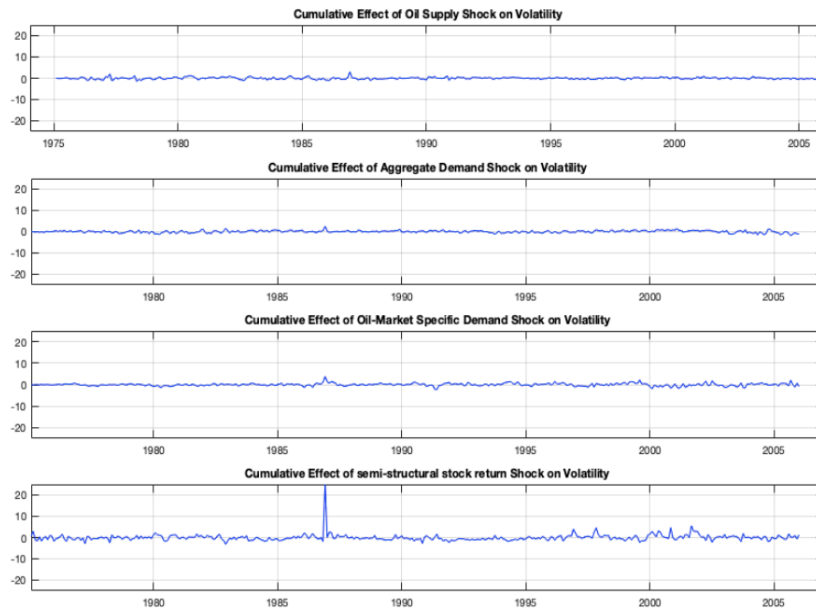 Cumulative Effect of Oil Supply Shock on Volatility
20
10
0
-10
-20
1975 1980 1985 1990 1995 2000 2005
Cumulative Effect of Aggregate Demand Shock on Volatility
20
10
0
-10
-20
1980 1985 1990 1995 2000 2005
Cumulative Effect of Oil-Market Specific Demand Shock on Volatility
20
10
0
-10
-20
1980 1985 1990 1995 2000 2005
Cumulative Effect of semi-structural stock return Shock on Volatility
20
10
0
-10
-20
1980 1985 1990 1995 2000 2005